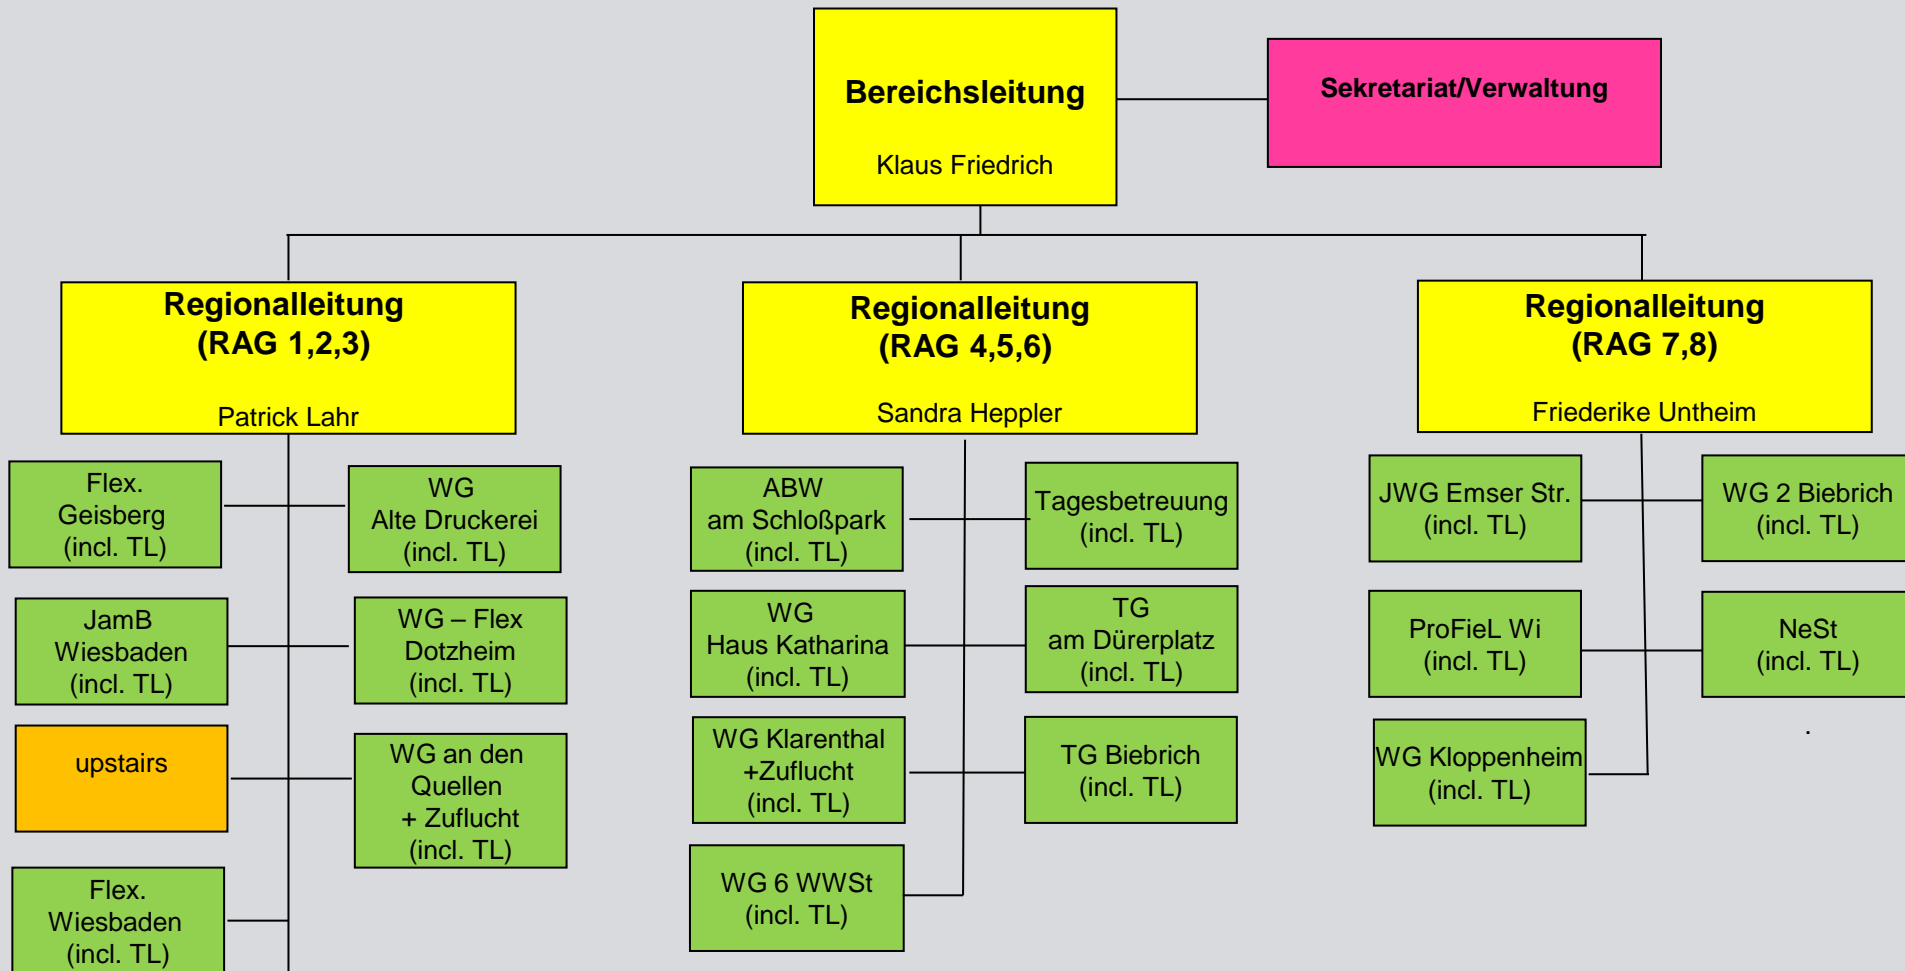 Bereichsleitung
Klaus Friedrich
Sekretariat/Verwaltung
Regionalleitung
(RAG 1,2,3)
Patrick Lahr
Regionalleitung
(RAG 4,5,6)
Sandra Heppler
Regionalleitung
(RAG 7,8)
Friederike Untheim
Flex.
Geisberg
(incl. TL)
WG
Alte Druckerei
(incl. TL)
JamB
Wiesbaden
(incl. TL)
WG – Flex
Dotzheim
(incl. TL)
upstairs
WG an den
Quellen
+ Zuflucht
(incl. TL)
Flex.
Wiesbaden
(incl. TL)
ABW
am Schloßpark
(incl. TL)
Tagesbetreuung
(incl. TL)
WG
Haus Katharina
(incl. TL)
TG
am Dürerplatz
(incl. TL)
WG Klarenthal
+Zuflucht
(incl. TL)
TG Biebrich
(incl. TL)
WG 6 WWSt
(incl. TL)
JWG Emser Str.
(incl. TL)
WG 2 Biebrich
(incl. TL)
ProFieL Wi
(incl. TL)
NeSt
(incl. TL)
.
WG Kloppenheim
(incl. TL)